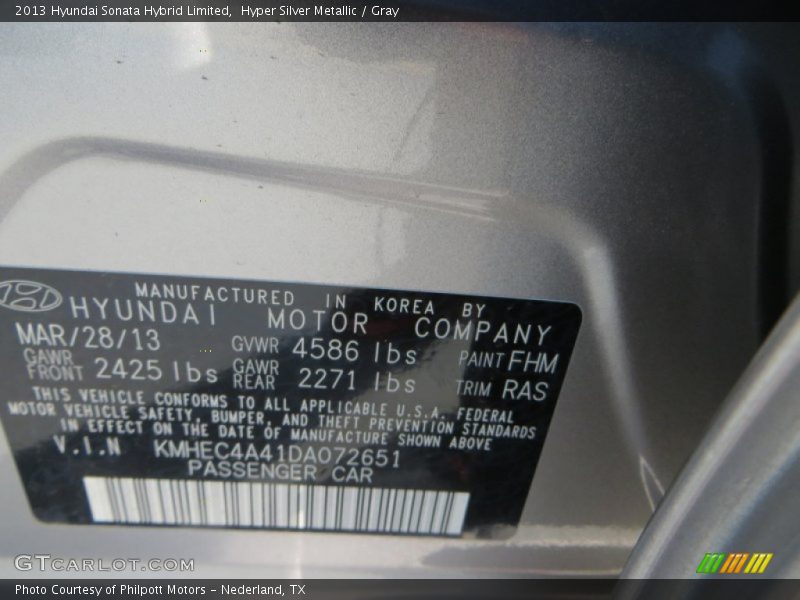 2013 Hyundai Sonata Hybrid Limited, Hyper Silver Metallic / Gray
MANUFACTURED IN KOREA BY
HYUNDAI MOTOR COMPANY
MAR/28/13 GVWR 4586 lbs PAINT FHM
GAWR FRONT 2425 lbs GAWR REAR 2271 lbs TRIM RAS
THIS VEHICLE CONFORMS TO ALL APPLICABLE U.S.A. FEDERAL
MOTOR VEHICLE SAFETY, BUMPER, AND THEFT PREVENTION STANDARDS
IN EFFECT ON THE DATE OF MANUFACTURE SHOWN ABOVE
V.I.N KMHEC4A41DA072651
PASSENGER CAR
GTCARLOT.COM
Photo Courtesy of Philpott Motors - Nederland, TX